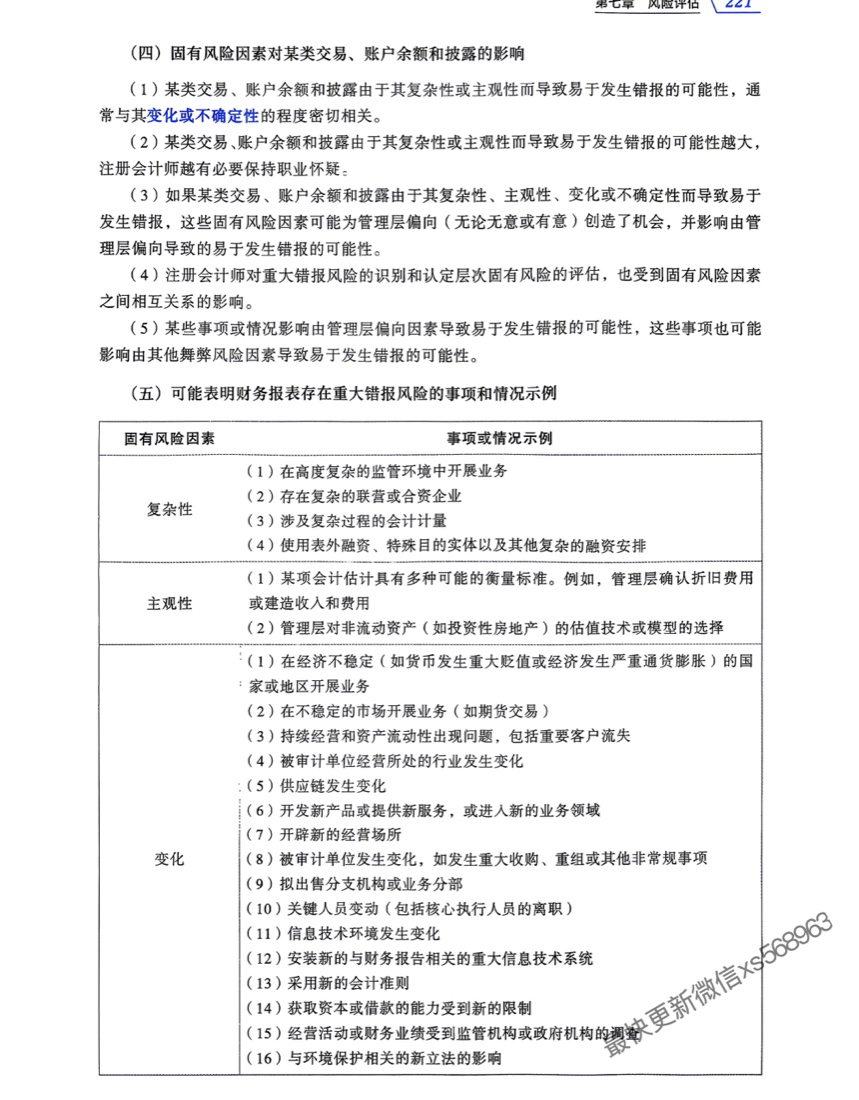 第七章 风险评估 221
（四）固有风险因素对某类交易、账户余额和披露的影响
（1）某类交易、账户余额和披露由于其复杂性或主观性而导致易于发生错报的可能性，通
常与其变化或不确定性的程度密切相关。
（2）某类交易、账户余额和披露由于其复杂性或主观性而导致易于发生错报的可能性越大，
注册会计师越有必要保持职业怀疑。
（3）如果某类交易、账户余额和披露由于其复杂性、主观性、变化或不确定性而导致易于
发生错报，这些固有风险因素可能为管理层偏向（无论无意或有意）创造了机会，并影响由管
理层偏向导致的易于发生错报的可能性。
（4）注册会计师对重大错报风险的识别和认定层次固有风险的评估，也受到固有风险因素
之间相互关系的影响。
（5）某些事项或情况影响由管理层偏向因素导致易于发生错报的可能性，这些事项也可能
影响由其他舞弊风险因素导致易于发生错报的可能性。
（五）可能表明财务报表存在重大错报风险的事项和情况示例
固有风险因素 事项或情况示例
复杂性
（1）在高度复杂的监管环境中开展业务
（2）存在复杂的联营或合资企业
（3）涉及复杂过程的会计计量
（4）使用表外融资、特殊目的实体以及其他复杂的融资安排
主观性
（1）某项会计估计具有多种可能的衡量标准。例如，管理层确认折旧费用
或建造收入和费用
（2）管理层对非流动资产（如投资性房地产）的估值技术或模型的选择
变化
（1）在经济不稳定（如货币发生重大贬值或经济发生严重通货膨胀）的国
家或地区开展业务
（2）在不稳定的市场开展业务（如期货交易）
（3）持续经营和资产流动性出现问题，包括重要客户流失
（4）被审计单位经营所处的行业发生变化
（5）供应链发生变化
（6）开发新产品或提供新服务，或进入新的业务领域
（7）开辟新的经营场所
（8）被审计单位发生变化，如发生重大收购、重组或其他非常规事项
（9）拟出售分支机构或业务分部
（10）关键人员变动（包括核心执行人员的离职）
（11）信息技术环境发生变化
（12）安装新的与财务报告相关的重大信息技术系统
（13）采用新的会计准则
（14）获取资本或借款的能力受到新的限制
（15）经营活动或财务业绩受到监管机构或政府机构的调查
（16）与环境保护相关的新立法的影响
最快更新微信xs568963